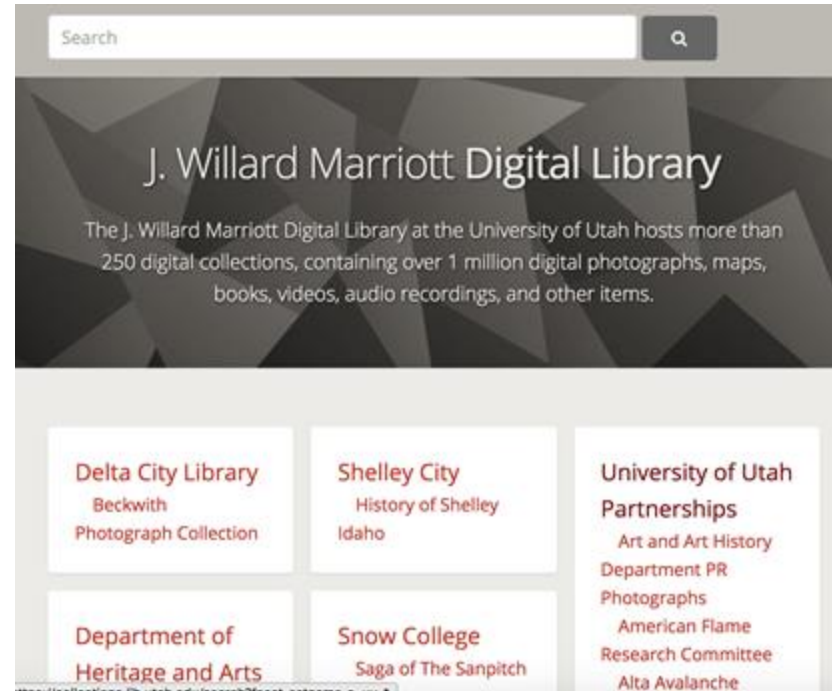 Search
J. Willard Marriott Digital Library
The J. Willard Marriott Digital Library at the University of Utah hosts more than
250 digital collections, containing over 1 million digital photographs, maps,
books, videos, audio recordings, and other items.
Delta City Library
Beckwith
Photograph Collection
Shelley City
History of Shelley
Idaho
University of Utah
Partnerships
Art and Art History
Department PR
Photographs
American Flame
Research Committee
Alta Avalanche
Department of
Heritage and Arts
Snow College
Saga of The Sanpitch